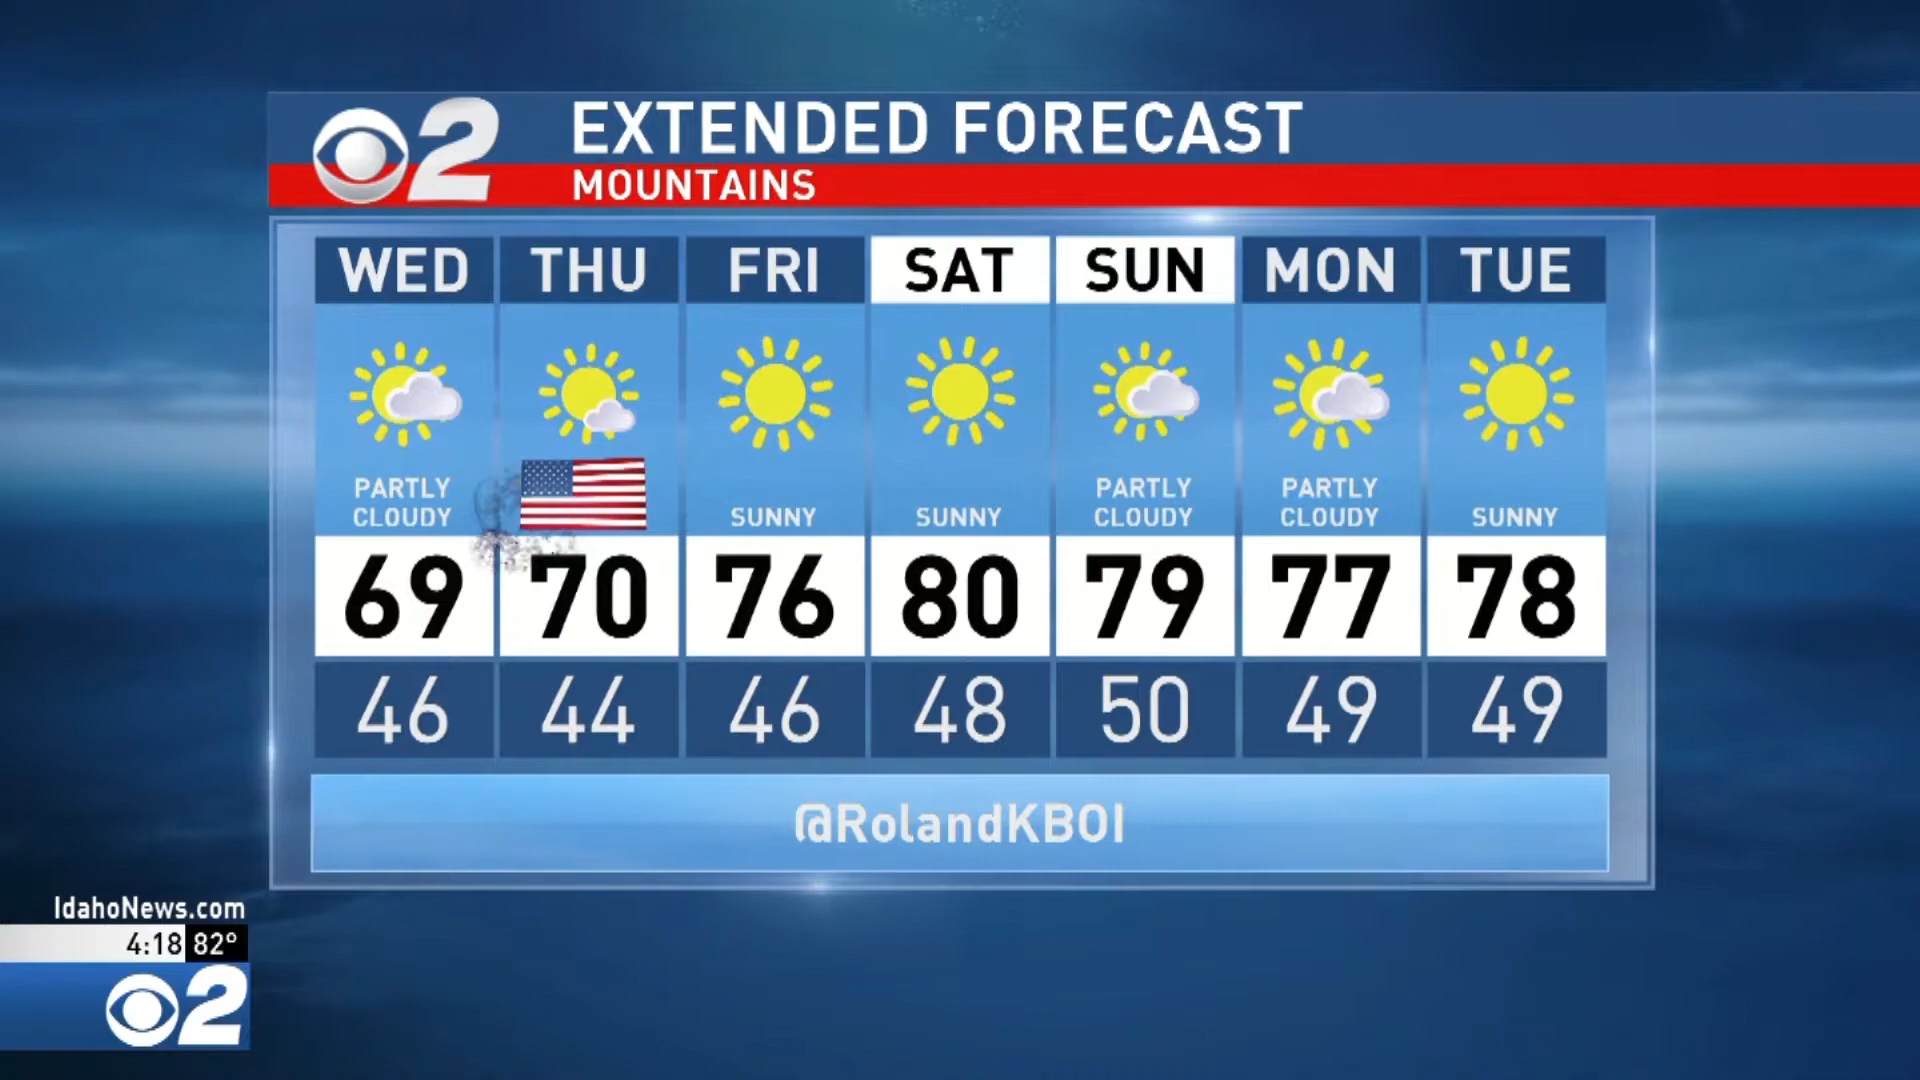 2 EXTENDED FORECAST
MOUNTAINS
WED THU FRI SAT SUN MON TUE
PARTLY CLOUDY
SUNNY
SUNNY
PARTLY CLOUDY
PARTLY CLOUDY
SUNNY
69 70 76 80 79 77 78
46 44 46 48 50 49 49
@RolandKBOI
IdahoNews.com
4:18 82°
2